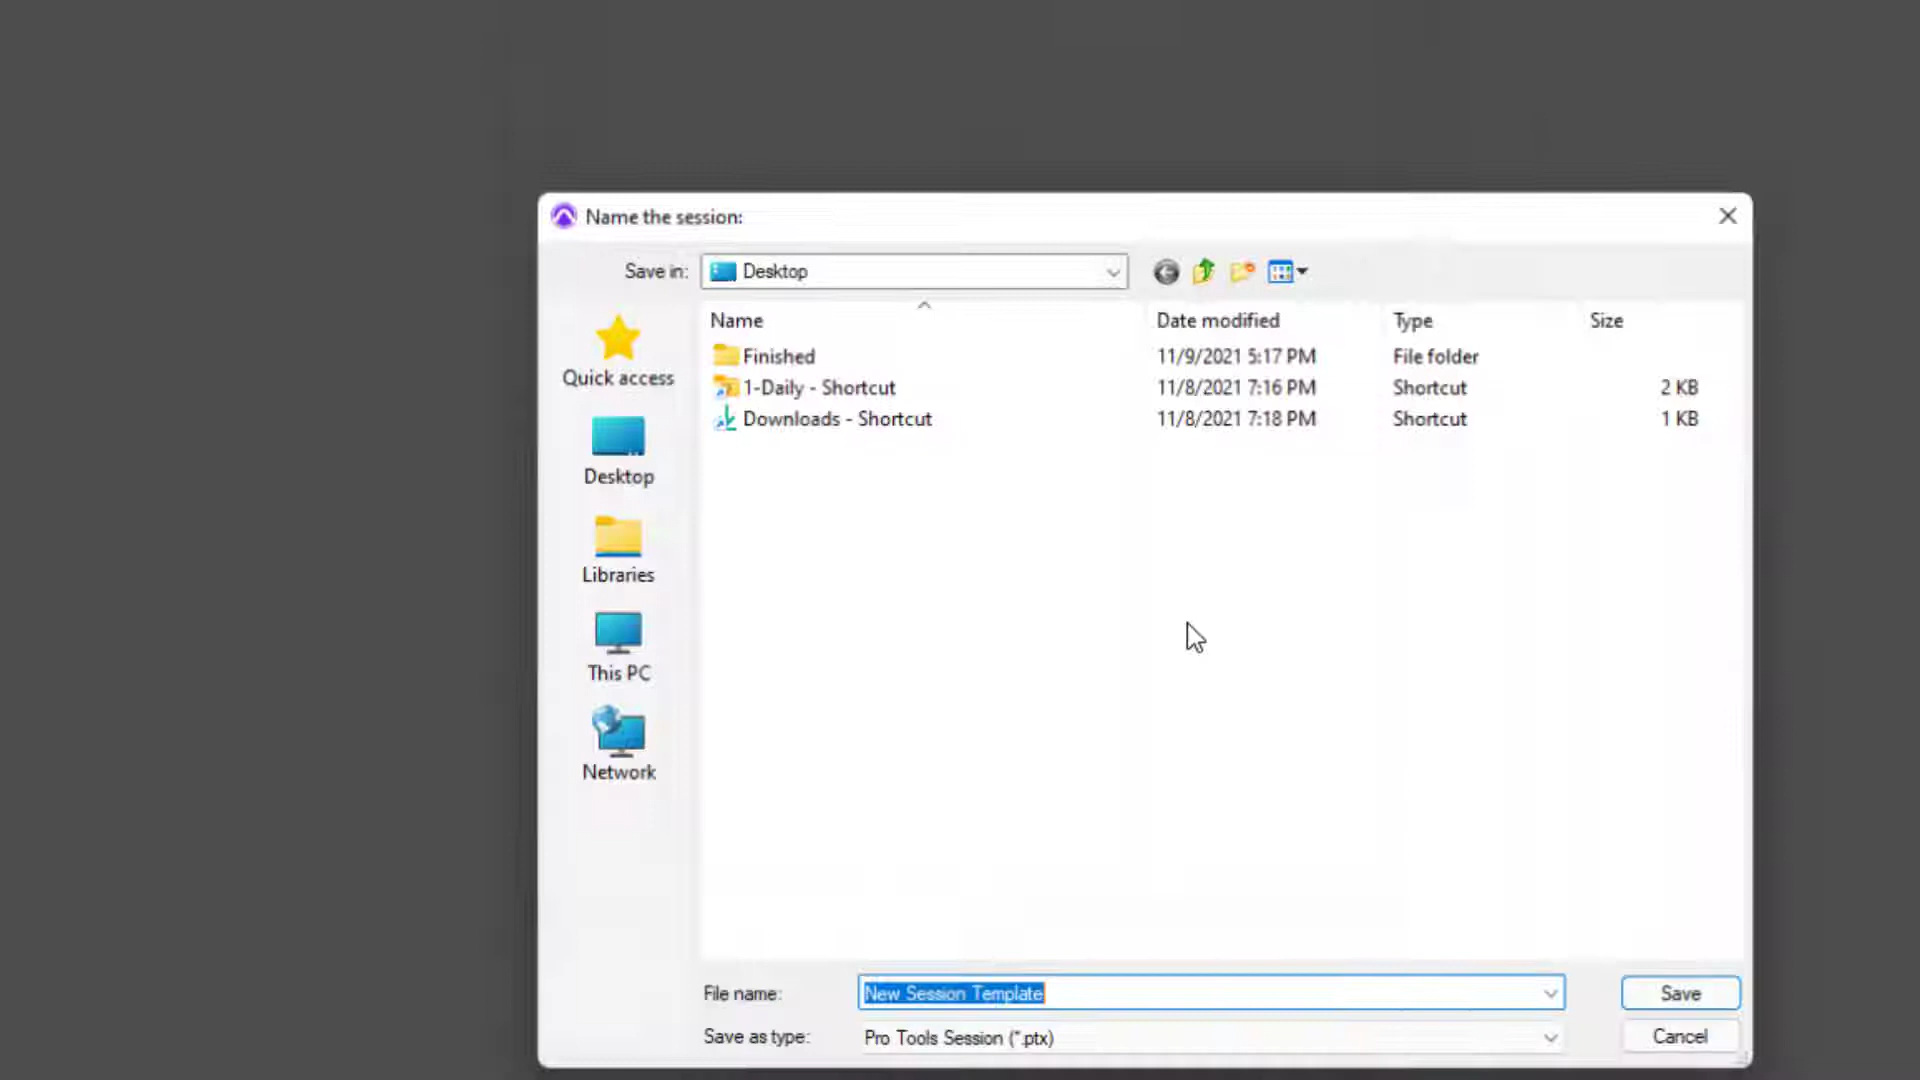 Name the session:
Save in: Desktop
Name Date modified Type Size
Finished 11/9/2021 5:17 PM File folder
1-Daily - Shortcut 11/8/2021 7:16 PM Shortcut 2 KB
Downloads - Shortcut 11/8/2021 7:18 PM Shortcut 1 KB
Quick access
Desktop
Libraries
This PC
Network
File name: New Session Template Save
Save as type: Pro Tools Session (*.ptx) Cancel